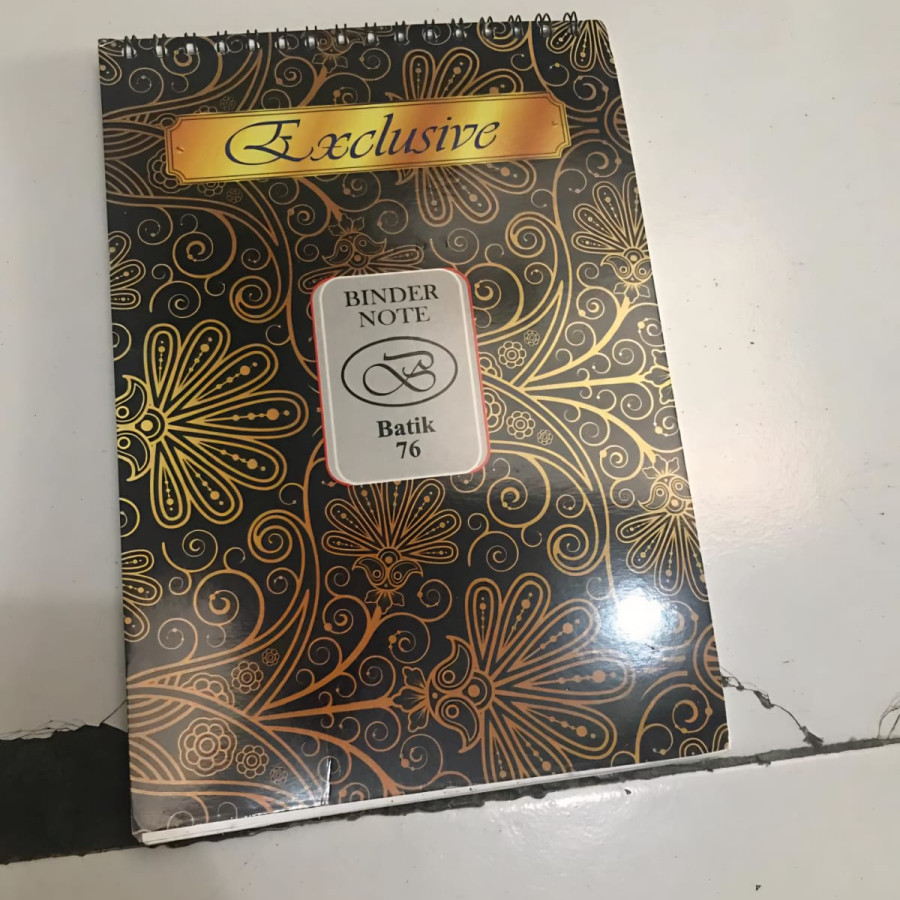 Exclusive
BINDER
NOTE
B
Batik
76